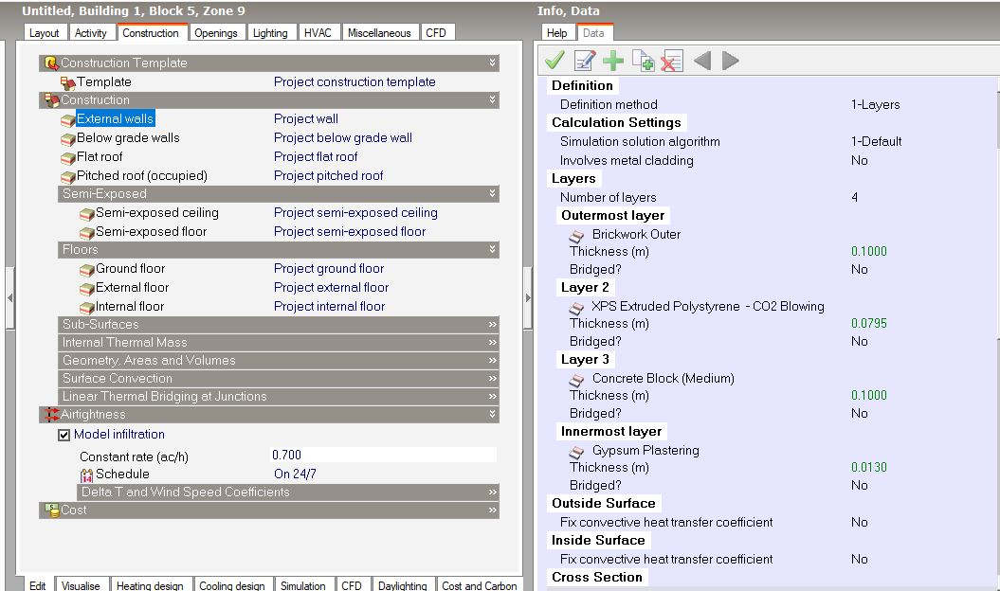 Untitled, Building 1, Block 5, Zone 9
Layout Activity Construction Openings Lighting HVAC Miscellaneous CFD
Construction Template
Template Project construction template
Construction
External walls Project wall
Below grade walls Project below grade wall
Flat roof Project flat roof
Pitched roof (occupied) Project pitched roof
Semi-Exposed
Semi-exposed ceiling Project semi-exposed ceiling
Semi-exposed floor Project semi-exposed floor
Floors
Ground floor Project ground floor
External floor Project external floor
Internal floor Project internal floor
Sub-Surfaces
Internal Thermal Mass
Geometry, Areas and Volumes
Surface Convection
Linear Thermal Bridging at Junctions
Airtightness
Model infiltration
Constant rate (ac/h) 0.700
Schedule On 24/7
Delta T and Wind Speed Coefficients
Cost
Edit Visualise Heating design Cooling design Simulation CFD Daylighting Cost and Carbon
Info, Data
Help Data
Definition
Definition method 1-Layers
Calculation Settings
Simulation solution algorithm 1-Default
Involves metal cladding No
Layers
Number of layers 4
Outermost layer
Brickwork Outer
Thickness (m) 0.1000
Bridged? No
Layer 2
XPS Extruded Polystyrene - CO2 Blowing
Thickness (m) 0.0795
Bridged? No
Layer 3
Concrete Block (Medium)
Thickness (m) 0.1000
Bridged? No
Innermost layer
Gypsum Plastering
Thickness (m) 0.0130
Bridged? No
Outside Surface
Fix convective heat transfer coefficient No
Inside Surface
Fix convective heat transfer coefficient No
Cross Section